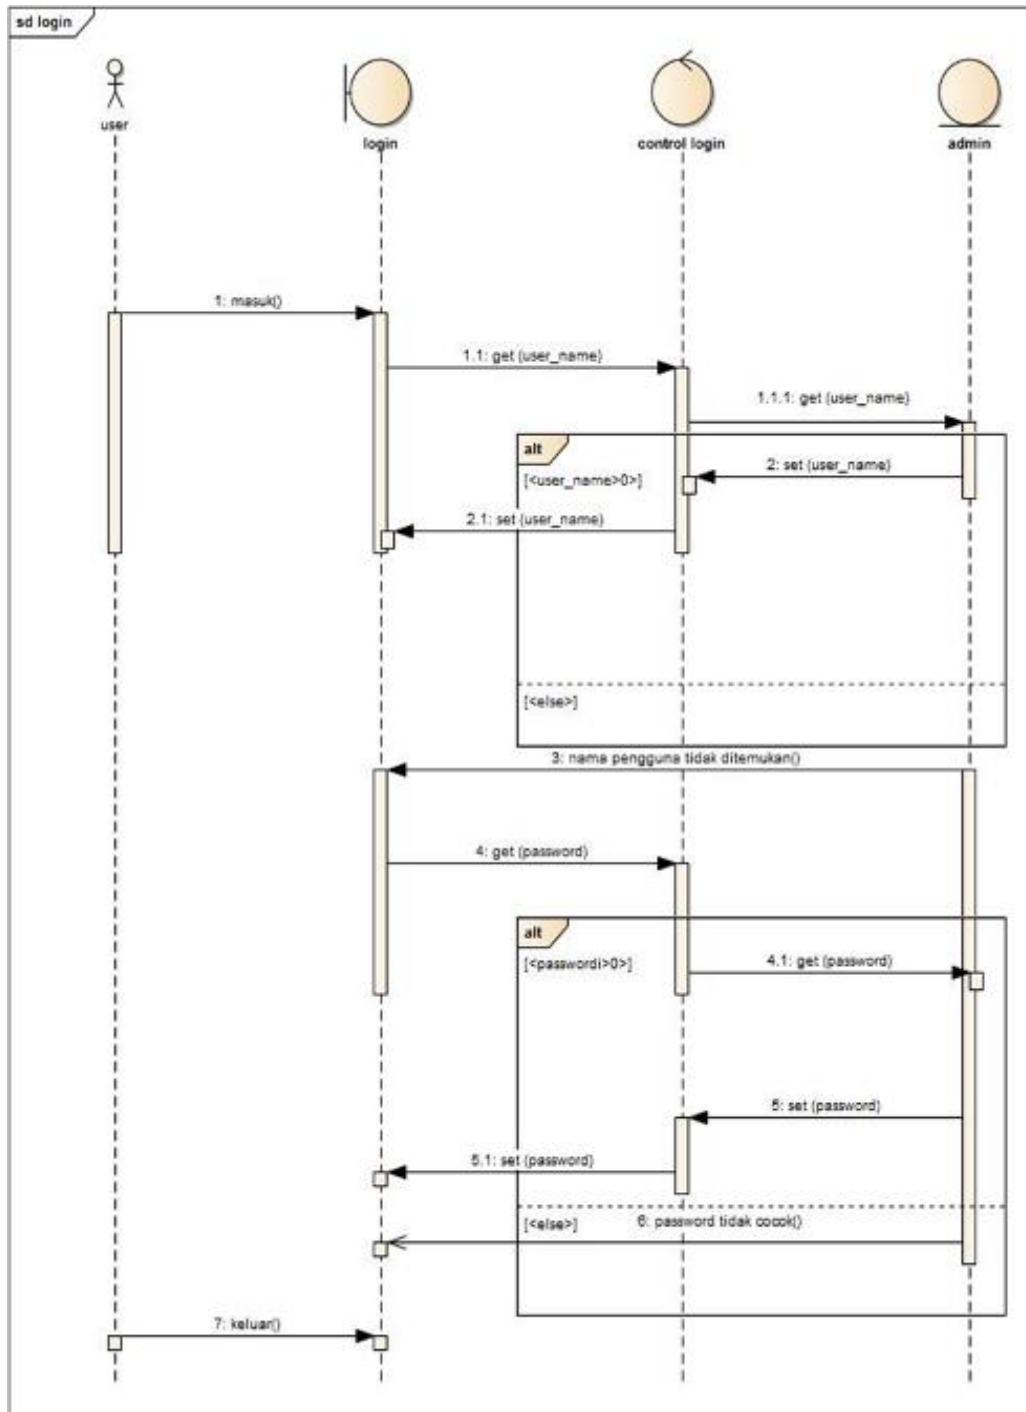 sd login
user
login
control login
admin
1: masuk()
1.1: get (user_name)
1.1.1: get (user_name)
alt
[<user_name>0>]
2: set (user_name)
2.1: set (user_name)
[<else>]
3: nama pengguna tidak ditemukan()
4: get (password)
alt
[<passwordi>0>]
4.1: get (password)
5: set (password)
5.1: set (password)
[<else>]
6: password tidak cocok()
7: keluar()